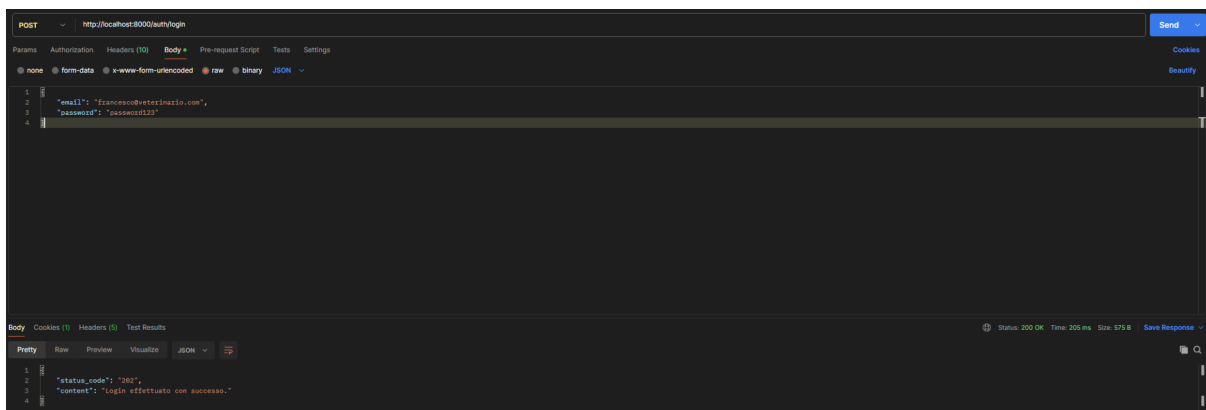 POST http://localhost:8000/auth/login Send
Params Authorization Headers (10) Body Pre-request Script Tests Settings Cookies
none form-data x-www-form-urlencoded raw binary JSON Beautify
1 {
2 "email": "francesco@veterinario.com",
3 "password": "password123"
4 }
Body Cookies (1) Headers (5) Test Results Status: 200 OK Time: 205 ms Size: 575 B Save Response
Pretty Raw Preview Visualize JSON
1 {
2 "status_code": "202",
3 "content": "Login effettuato con successo."
4 }